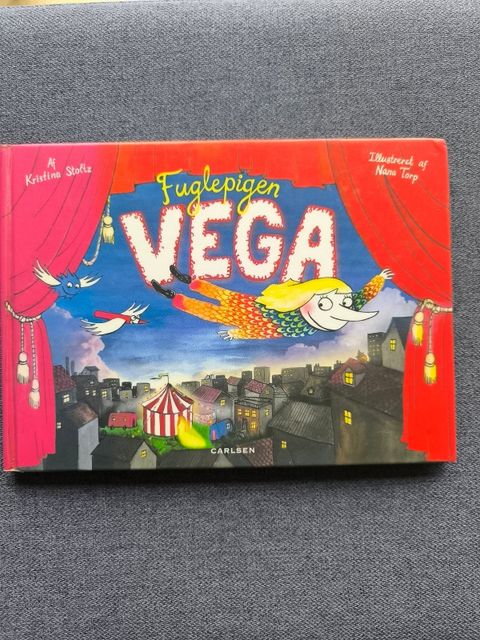 Af
Kristina Stoltz
Illustreret af
Nana Torp
Fuglepigen
VEGA
CARLSEN